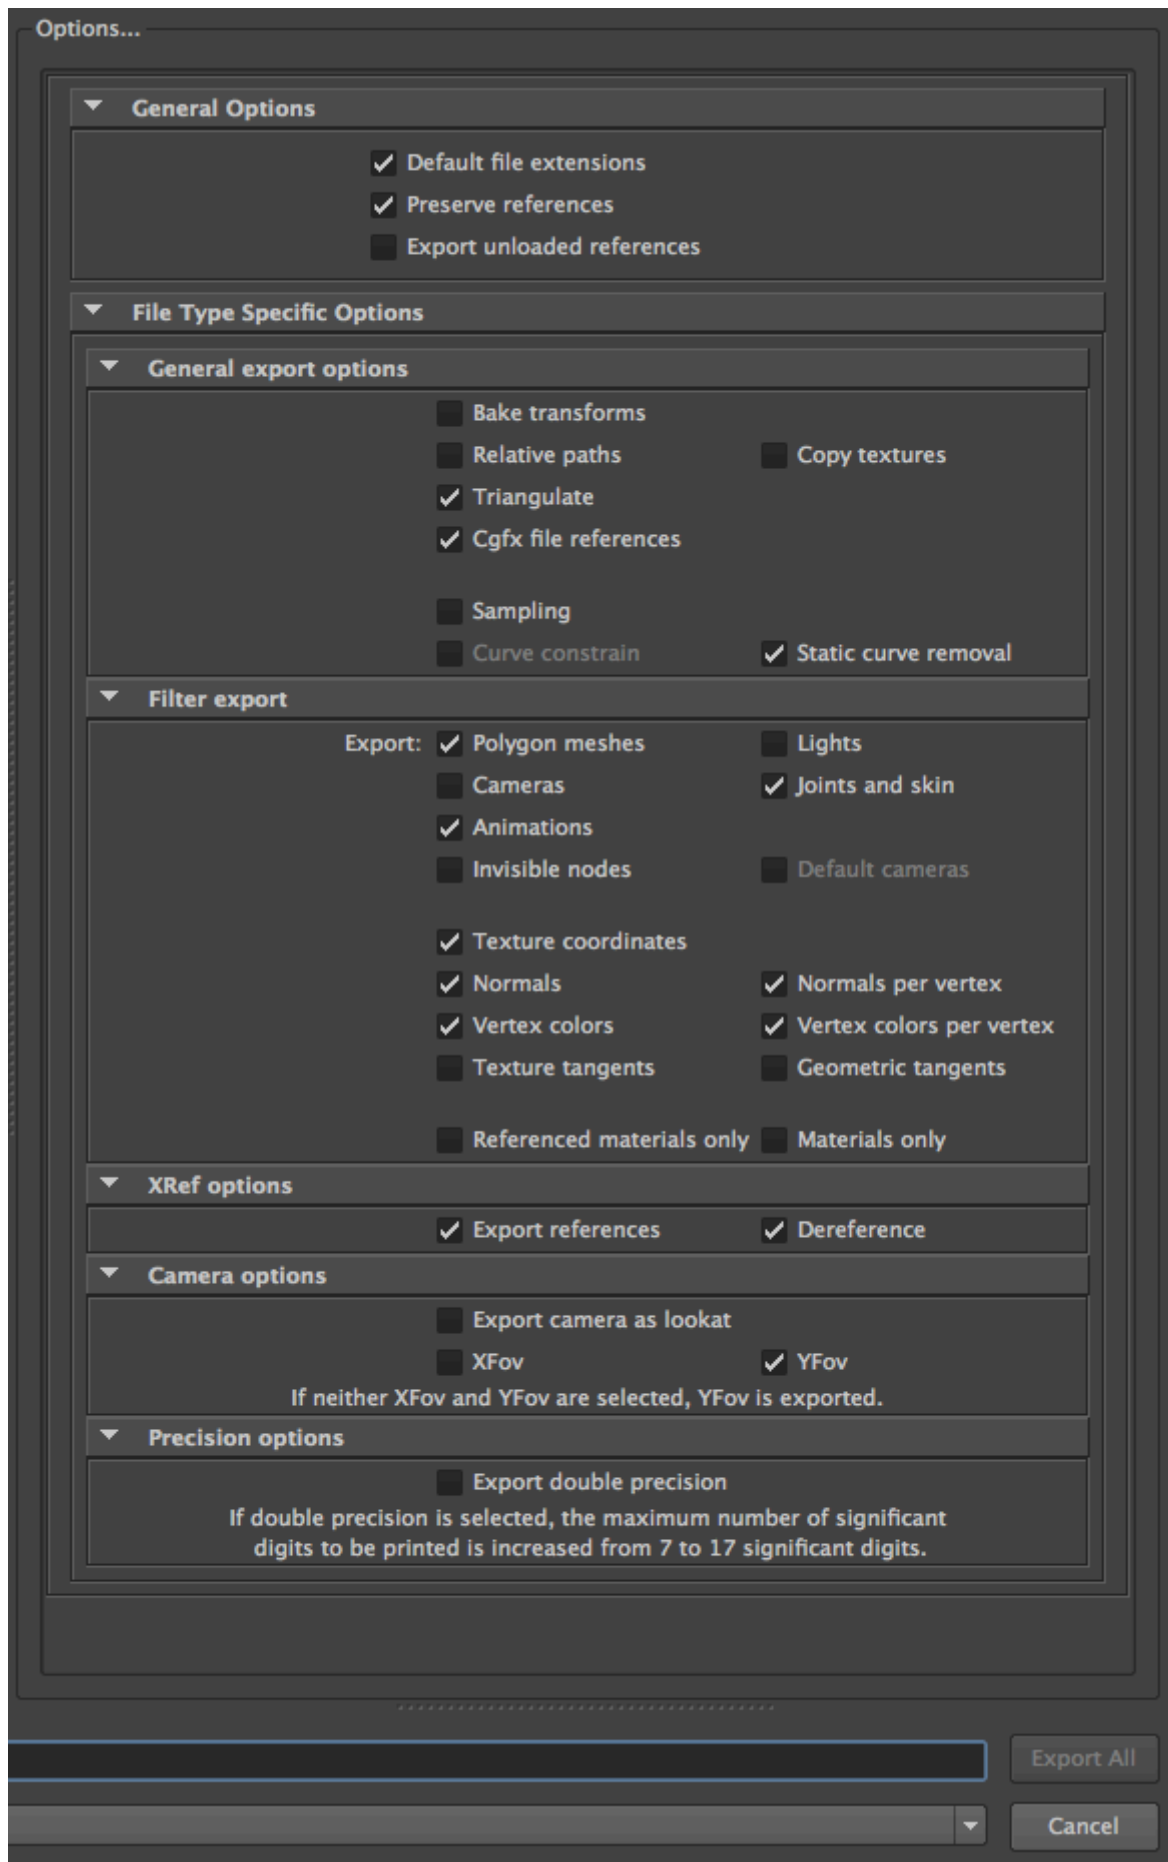 Options...
General Options
Default file extensions
Preserve references
Export unloaded references
File Type Specific Options
General export options
Bake transforms
Relative paths Copy textures
Triangulate
Cgfx file references
Sampling
Curve constrain Static curve removal
Filter export
Export: Polygon meshes Lights
Cameras Joints and skin
Animations
Invisible nodes Default cameras
Texture coordinates
Normals Normals per vertex
Vertex colors Vertex colors per vertex
Texture tangents Geometric tangents
Referenced materials only Materials only
XRef options
Export references Dereference
Camera options
Export camera as lookat
XFov YFov
If neither XFov and YFov are selected, YFov is exported.
Precision options
Export double precision
If double precision is selected, the maximum number of significant
digits to be printed is increased from 7 to 17 significant digits.
Export All
Cancel